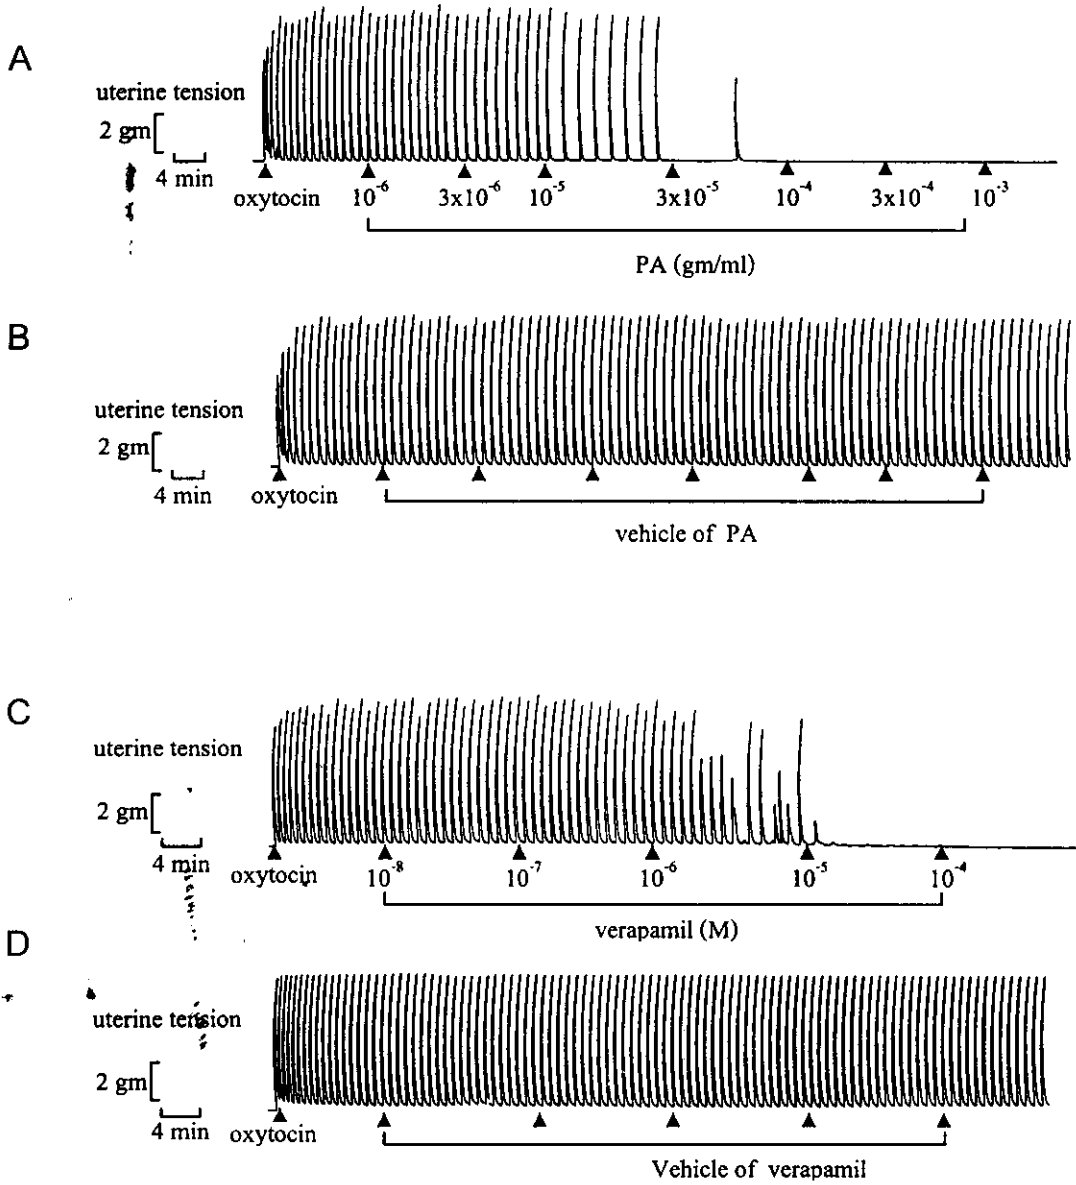 A
uterine tension
2 gm
4 min
oxytocin 10⁻⁶ 3x10⁻⁶ 10⁻⁵ 3x10⁻⁵ 10⁻⁴ 3x10⁻⁴ 10⁻³
PA (gm/ml)
B
uterine tension
2 gm
4 min oxytocin
vehicle of PA
C
uterine tension
2 gm
4 min
oxytocin 10⁻⁸ 10⁻⁷ 10⁻⁶ 10⁻⁵ 10⁻⁴
verapamil (M)
D
uterine tension
2 gm
4 min oxytocin
Vehicle of verapamil